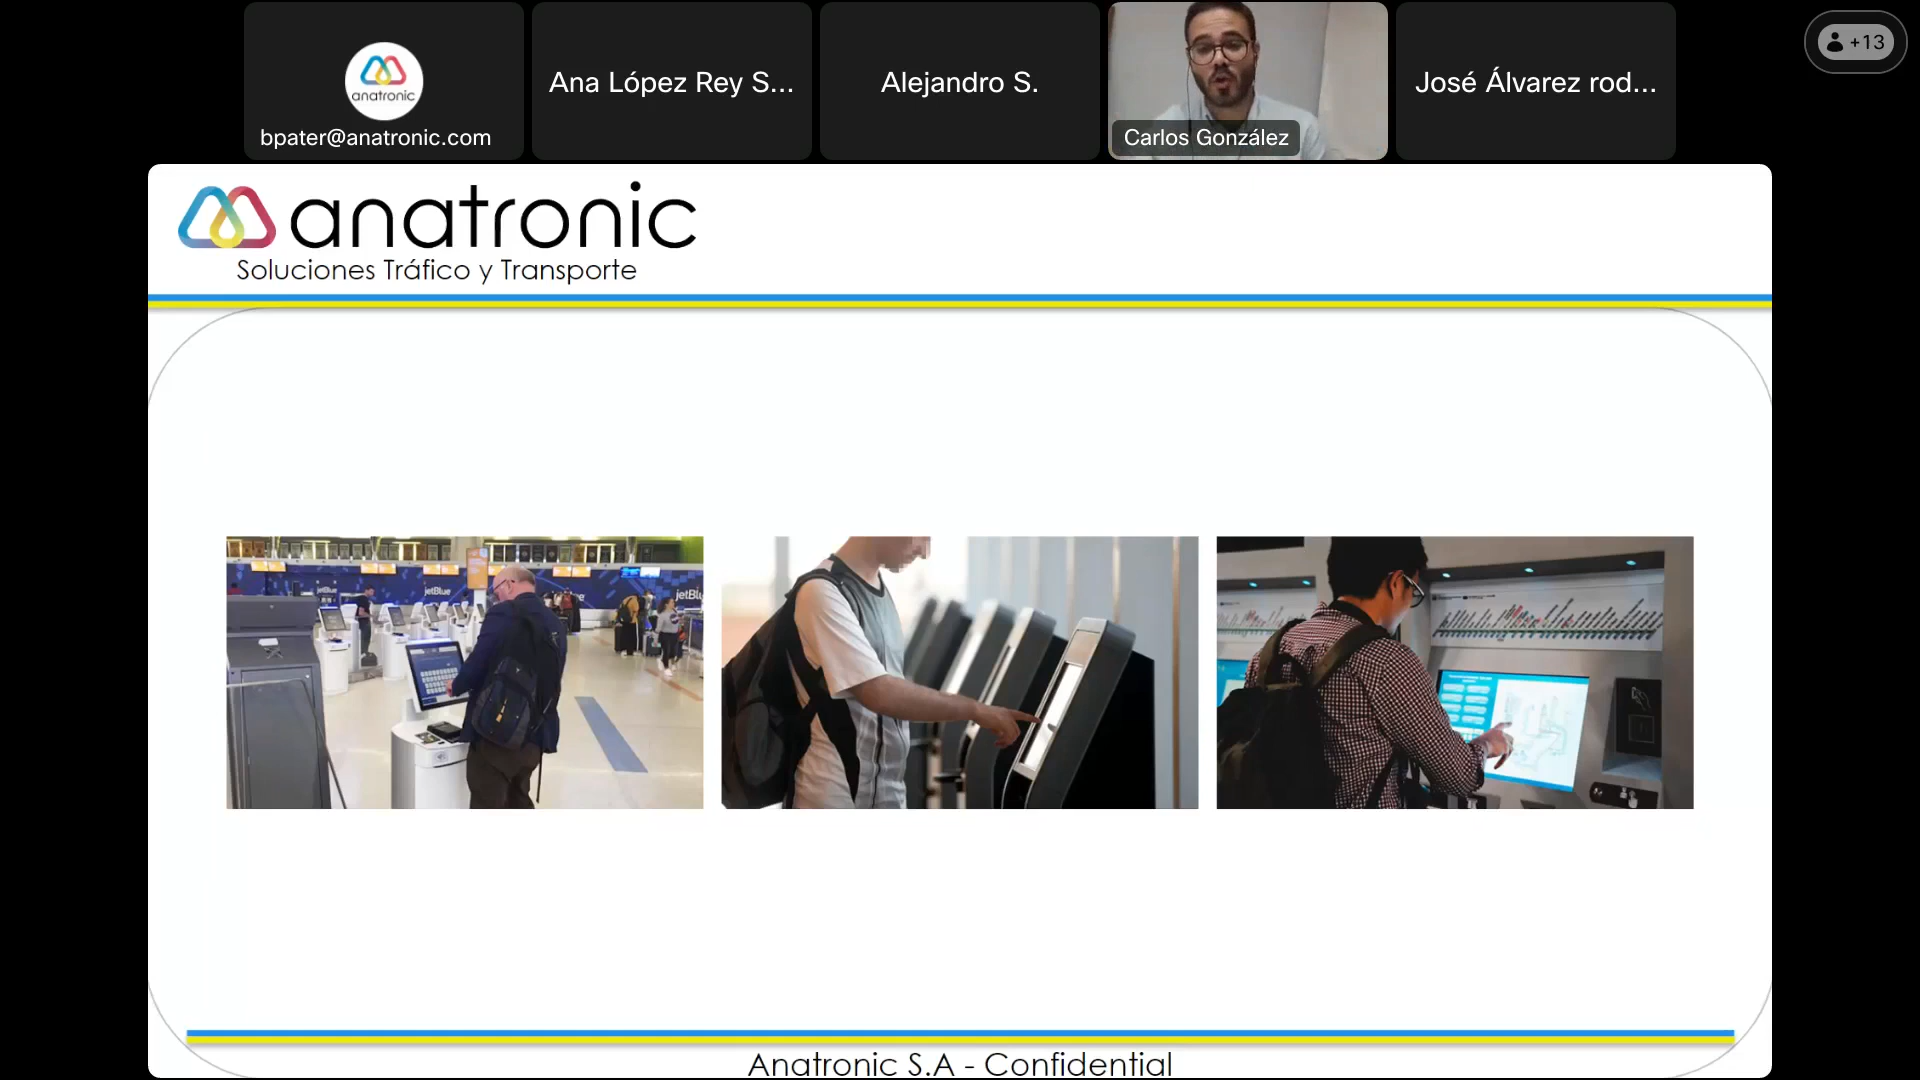 anatronic
bpater@anatronic.com
Ana López Rey S...
Alejandro S.
Carlos González
José Álvarez rod...
+13
anatronic
Soluciones Tráfico y Transporte
jetBlue
jetBlue
Anatronic S.A - Confidential